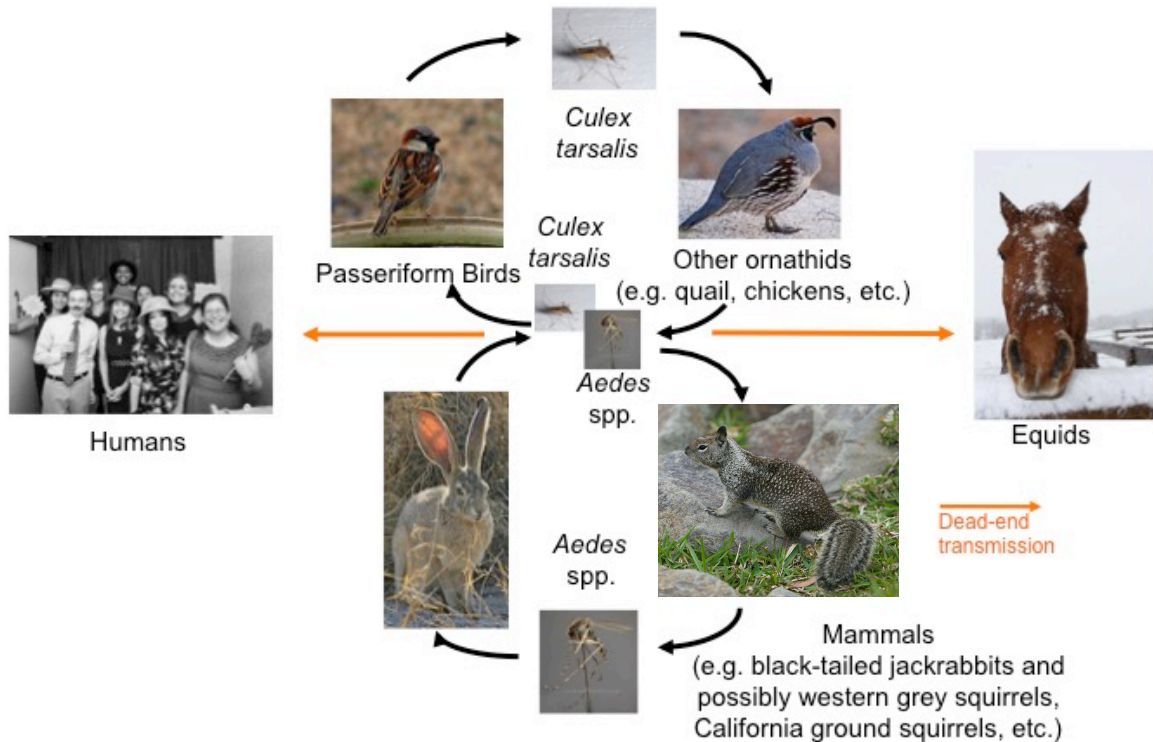 Culex
tarsalis
Culex
tarsalis
Passeriform Birds
Other ornathids
(e.g. quail, chickens, etc.)
Aedes
spp.
Humans
Equids
Dead-end
transmission
Aedes
spp.
Mammals
(e.g. black-tailed jackrabbits and
possibly western grey squirrels,
California ground squirrels, etc.)